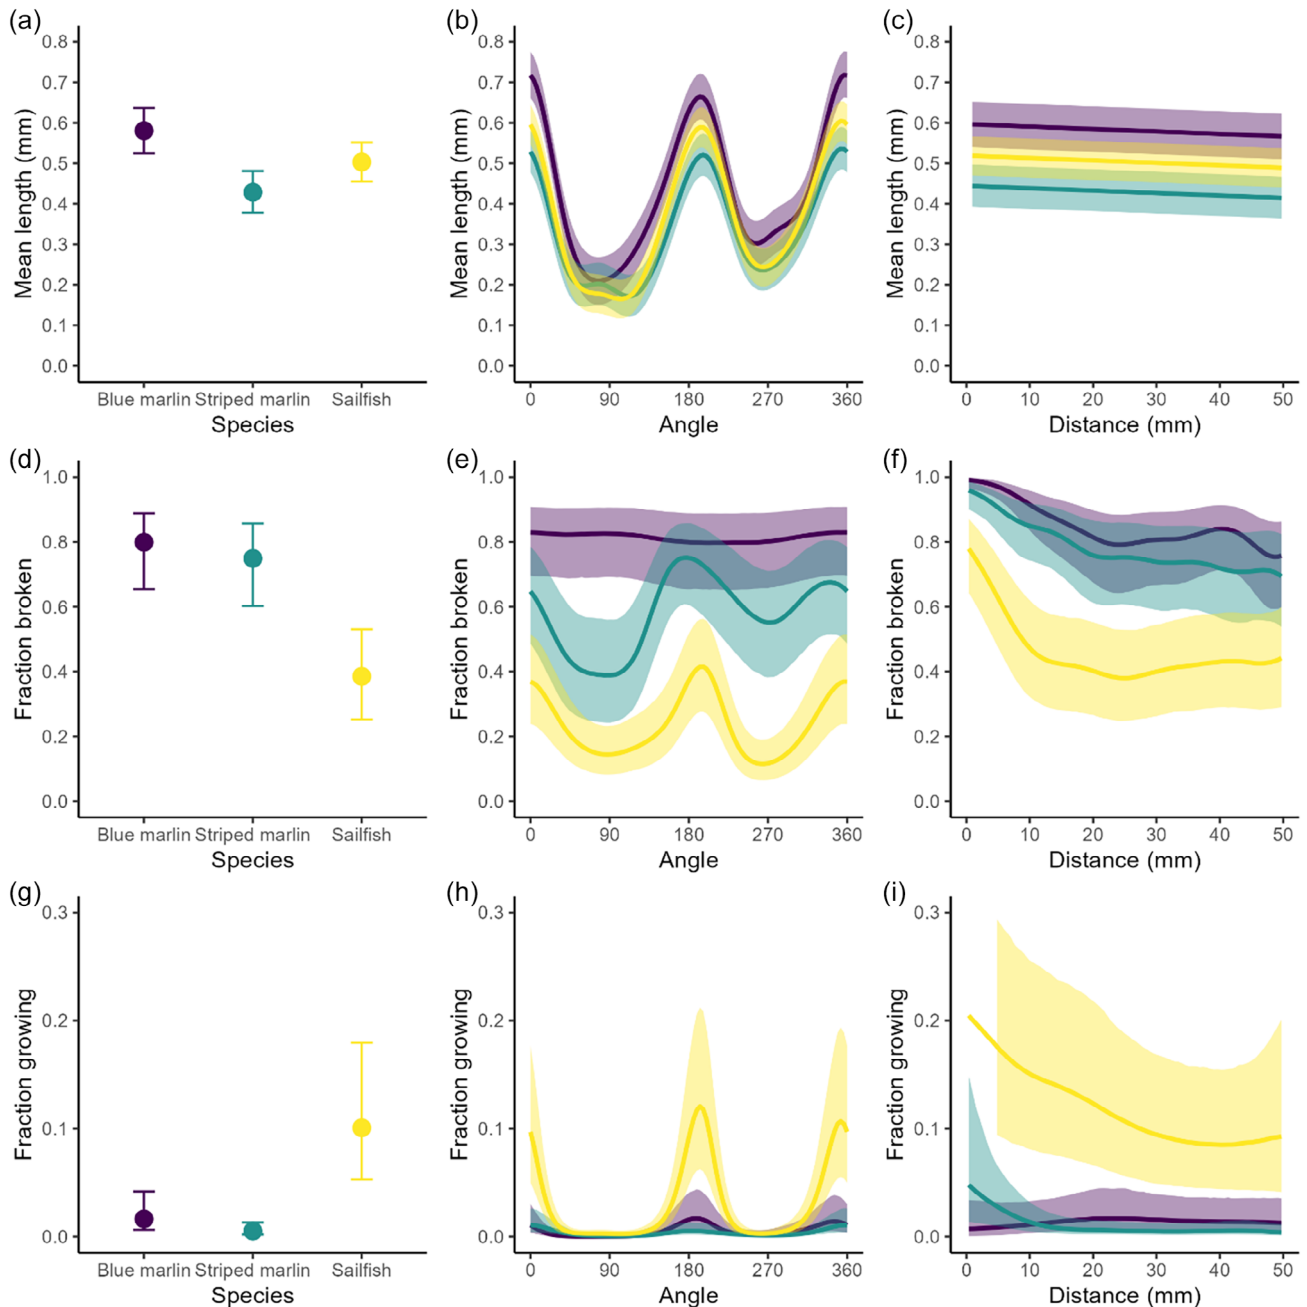 (a)
0.8
0.7
0.6
0.5
0.4
0.3
0.2
0.1
0.0
Mean length (mm)
Blue marlin Striped marlin Sailfish
Species
(b)
0.8
0.7
0.6
0.5
0.4
0.3
0.2
0.1
0.0
Mean length (mm)
0 90 180 270 360
Angle
(c)
0.8
0.7
0.6
0.5
0.4
0.3
0.2
0.1
0.0
Mean length (mm)
0 10 20 30 40 50
Distance (mm)
(d)
1.0
0.8
0.6
0.4
0.2
0.0
Fraction broken
Blue marlin Striped marlin Sailfish
Species
(e)
1.0
0.8
0.6
0.4
0.2
0.0
Fraction broken
0 90 180 270 360
Angle
(f)
1.0
0.8
0.6
0.4
0.2
0.0
Fraction broken
0 10 20 30 40 50
Distance (mm)
(g)
0.3
0.2
0.1
0.0
Fraction growing
Blue marlin Striped marlin Sailfish
Species
(h)
0.3
0.2
0.1
0.0
Fraction growing
0 90 180 270 360
Angle
(i)
0.3
0.2
0.1
0.0
Fraction growing
0 10 20 30 40 50
Distance (mm)